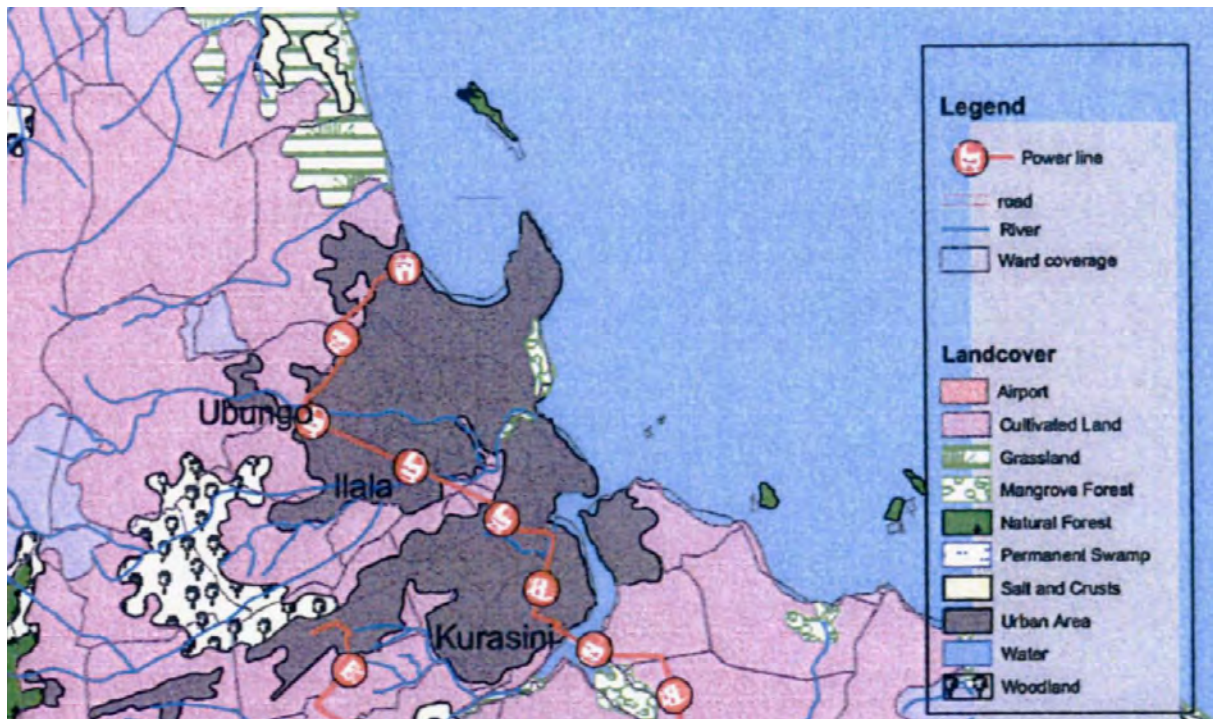 Legend
Power line
road
River
Ward coverage
Landcover
Airport
Cultivated Land
Grassland
Mangrove Forest
Natural Forest
Permanent Swamp
Salt and Crusts
Urban Area
Water
Woodland
Ubungo
Ilala
Kurasini